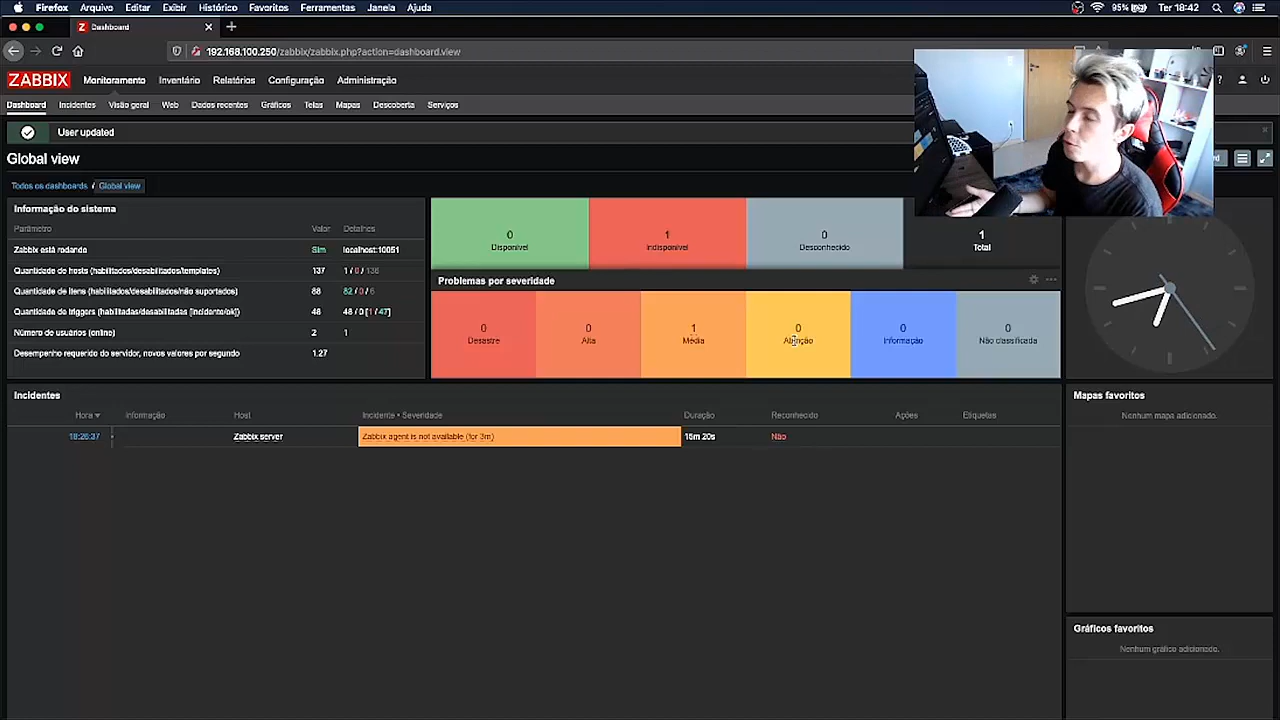 Firefox Arquivo Editar Exibir Histórico Favoritos Ferramentas Janela Ajuda 95% Ter 18:42
Z Dashboard
192.168.100.250/zabbix/zabbix.php?action=dashboard.view
ZABBIX Monitoramento Inventário Relatórios Configuração Administração ?
Dashboard Incidentes Visão geral Web Dados recentes Gráficos Telas Mapas Descoberta Serviços
User updated
Global view
Todos os dashboards / Global view
Informação do sistema
Parâmetro Valor Detalhes
Zabbix está rodando Sim localhost:10051
Quantidade de hosts (habilitados/desabilitados/templates) 137 1 / 0 / 136
Quantidade de itens (habilitados/desabilitados/não suportados) 88 82 / 0 / 6
Quantidade de triggers (habilitadas/desabilitadas [incidente/ok]) 48 48 / 0 [1 / 47]
Número de usuários (online) 2 1
Desempenho requerido do servidor, novos valores por segundo 1.27
0 Disponível
1 Indisponível
0 Desconhecido
1 Total
Problemas por severidade
0 Desastre
0 Alta
1 Média
0 Atenção
0 Informação
0 Não classificada
Incidentes
Hora Informação Host Incidente • Severidade Duração Reconhecido Ações Etiquetas
18:26:37 Zabbix server Zabbix agent is not available (for 3m) 15m 20s Não
Mapas favoritos
Nenhum mapa adicionado.
Gráficos favoritos
Nenhum gráfico adicionado.